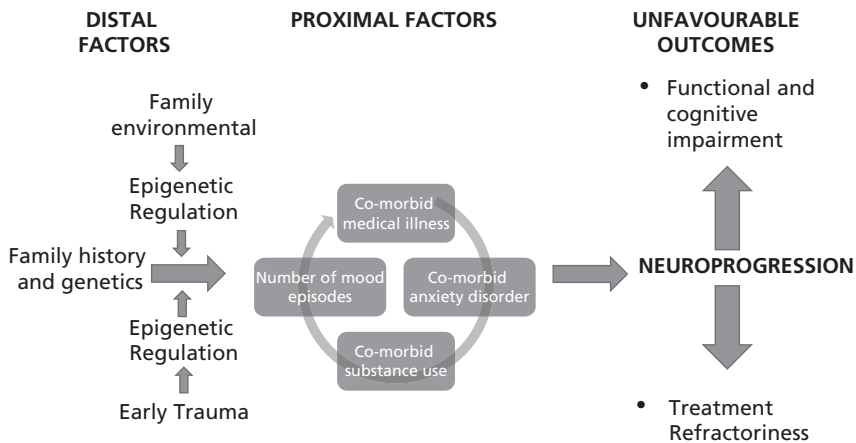 DISTAL
FACTORS
PROXIMAL FACTORS
UNFAVOURABLE
OUTCOMES
Family
environmental
Epigenetic
Regulation
Family history
and genetics
Epigenetic
Regulation
Early Trauma
Co-morbid
medical illness
Number of mood
episodes
Co-morbid
anxiety disorder
Co-morbid
substance use
• Functional and
cognitive
impairment
NEUROPROGRESSION
• Treatment
Refractoriness